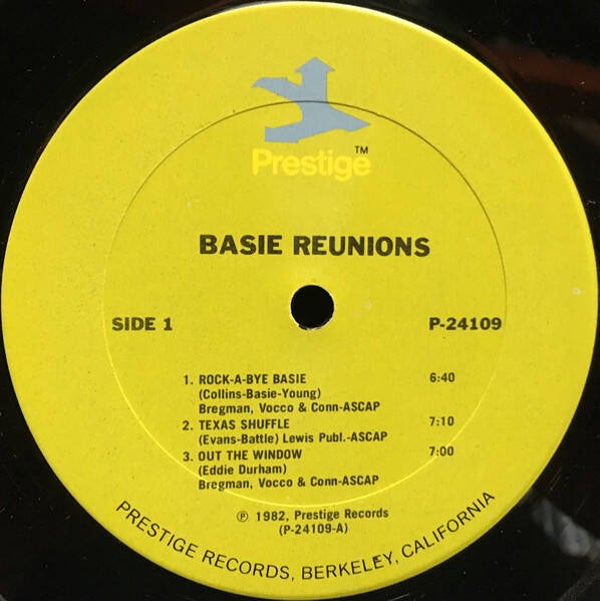 TM
Prestige
BASIE REUNIONS
SIDE 1 P-24109
1. ROCK-A-BYE BASIE 6:40
(Collins-Basie-Young)
Bregman, Vocco & Conn-ASCAP
2. TEXAS SHUFFLE 7:10
(Evans-Battle) Lewis Publ.-ASCAP
3. OUT THE WINDOW 7:00
(Eddie Durham)
Bregman, Vocco & Conn-ASCAP
℗ 1982, Prestige Records
(P-24109-A)
PRESTIGE RECORDS, BERKELEY, CALIFORNIA